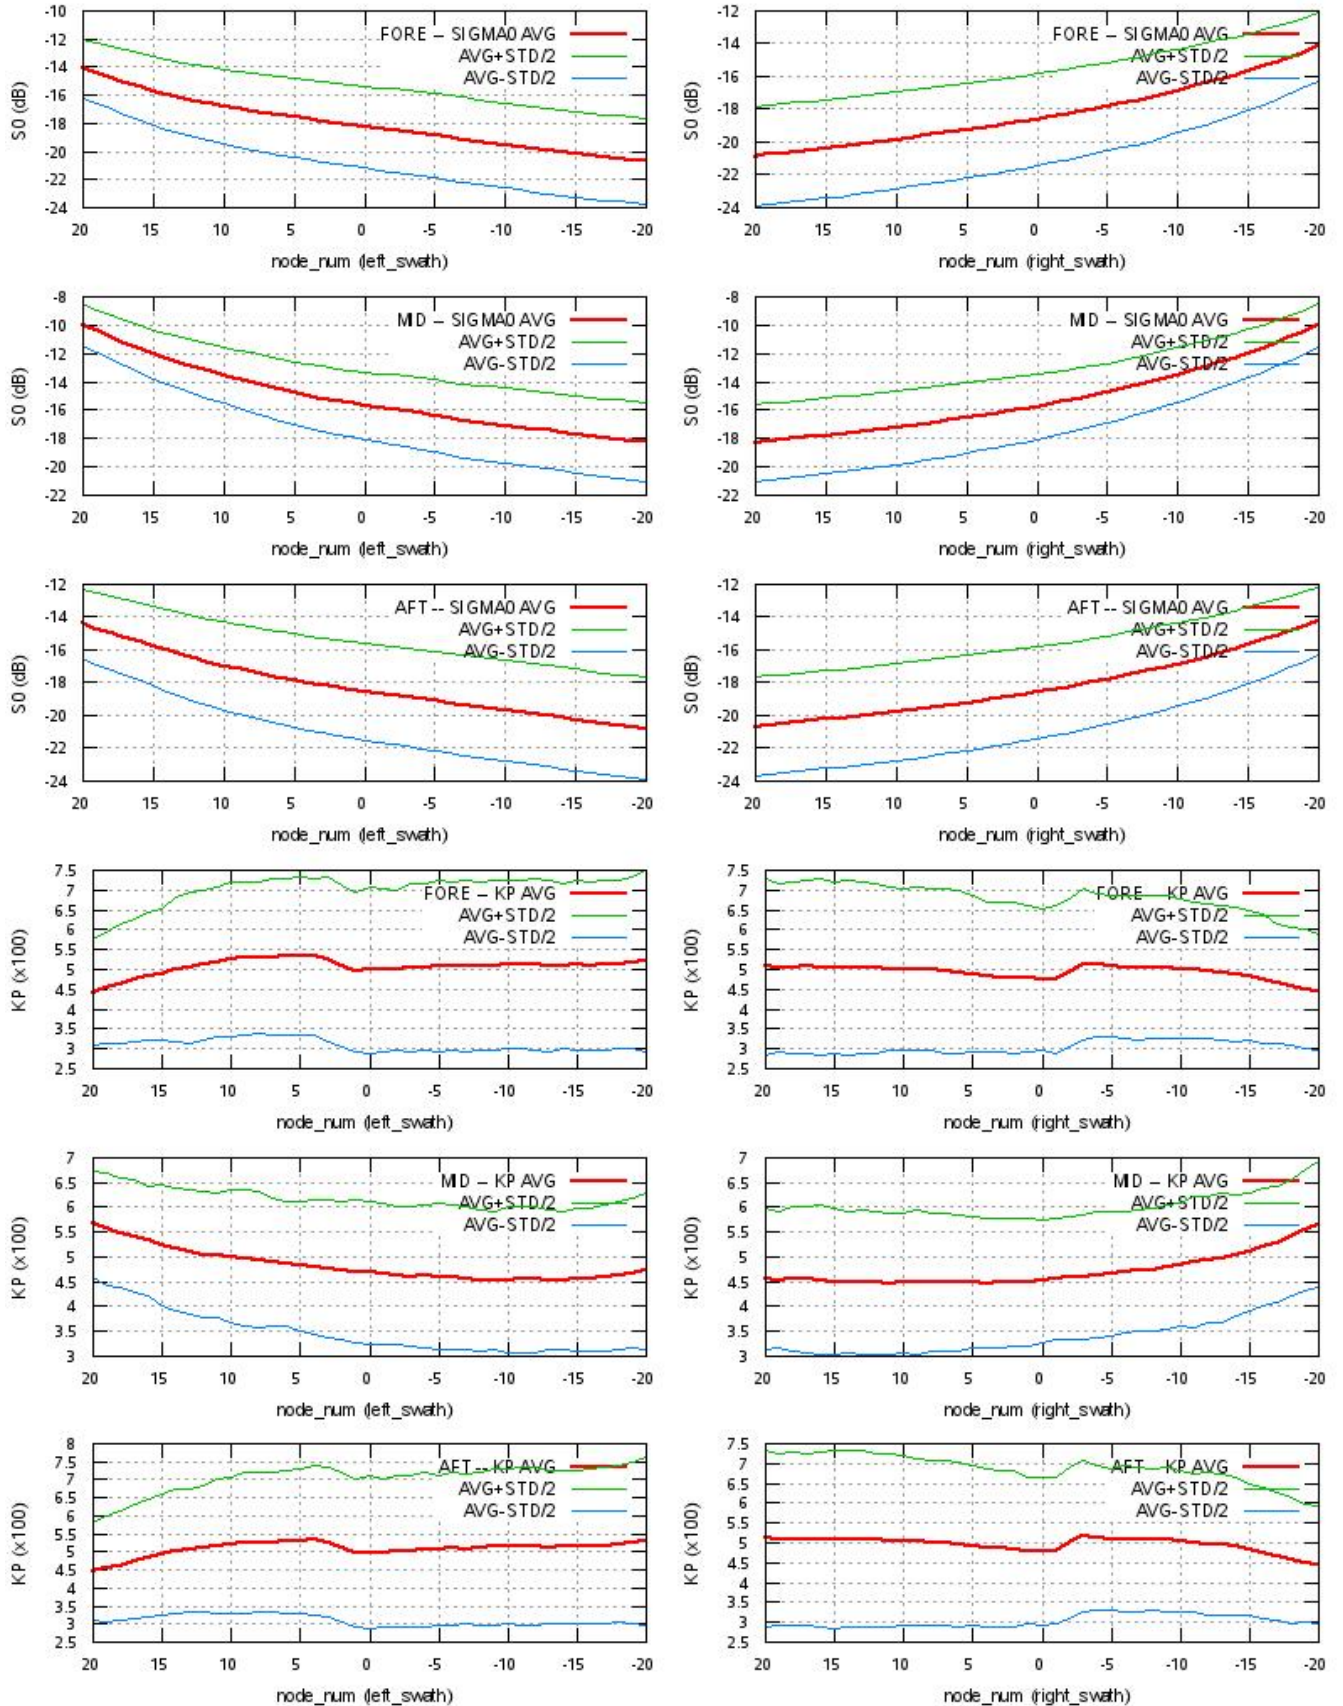 -10
-12
-14
-16
-18
-20
-22
-24
S0 (dB)
FORE – SIGMA0 AVG
AVG+STD/2
AVG-STD/2
20 15 10 5 0 -5 -10 -15 -20
node_num (left_swath)
-12
-14
-16
-18
-20
-22
-24
S0 (dB)
FORE – SIGMA0 AVG
AVG+STD/2
AVG-STD/2
20 15 10 5 0 -5 -10 -15 -20
node_num (right_swath)
-8
-10
-12
-14
-16
-18
-20
-22
S0 (dB)
MID – SIGMA0 AVG
AVG+STD/2
AVG-STD/2
20 15 10 5 0 -5 -10 -15 -20
node_num (left_swath)
-8
-10
-12
-14
-16
-18
-20
-22
S0 (dB)
MID – SIGMA0 AVG
AVG+STD/2
AVG-STD/2
20 15 10 5 0 -5 -10 -15 -20
node_num (right_swath)
-12
-14
-16
-18
-20
-22
-24
S0 (dB)
AFT -- SIGMA0 AVG
AVG+STD/2
AVG-STD/2
20 15 10 5 0 -5 -10 -15 -20
node_num (left_swath)
-12
-14
-16
-18
-20
-22
-24
S0 (dB)
AFT -- SIGMA0 AVG
AVG+STD/2
AVG-STD/2
20 15 10 5 0 -5 -10 -15 -20
node_num (right_swath)
7.5
7
6.5
6
5.5
5
4.5
4
3.5
3
2.5
KP (x100)
FORE – KP AVG
AVG+STD/2
AVG-STD/2
20 15 10 5 0 -5 -10 -15 -20
node_num (left_swath)
7.5
7
6.5
6
5.5
5
4.5
4
3.5
3
2.5
KP (x100)
FORE – KP AVG
AVG+STD/2
AVG-STD/2
20 15 10 5 0 -5 -10 -15 -20
node_num (right_swath)
7
6.5
6
5.5
5
4.5
4
3.5
3
KP (x100)
MID – KP AVG
AVG+STD/2
AVG-STD/2
20 15 10 5 0 -5 -10 -15 -20
node_num (left_swath)
7
6.5
6
5.5
5
4.5
4
3.5
3
KP (x100)
MID – KP AVG
AVG+STD/2
AVG-STD/2
20 15 10 5 0 -5 -10 -15 -20
node_num (right_swath)
8
7.5
7
6.5
6
5.5
5
4.5
4
3.5
3
2.5
KP (x100)
AFT -- KP AVG
AVG+STD/2
AVG-STD/2
20 15 10 5 0 -5 -10 -15 -20
node_num (left_swath)
7.5
7
6.5
6
5.5
5
4.5
4
3.5
3
2.5
KP (x100)
AFT -- KP AVG
AVG+STD/2
AVG-STD/2
20 15 10 5 0 -5 -10 -15 -20
node_num (right_swath)